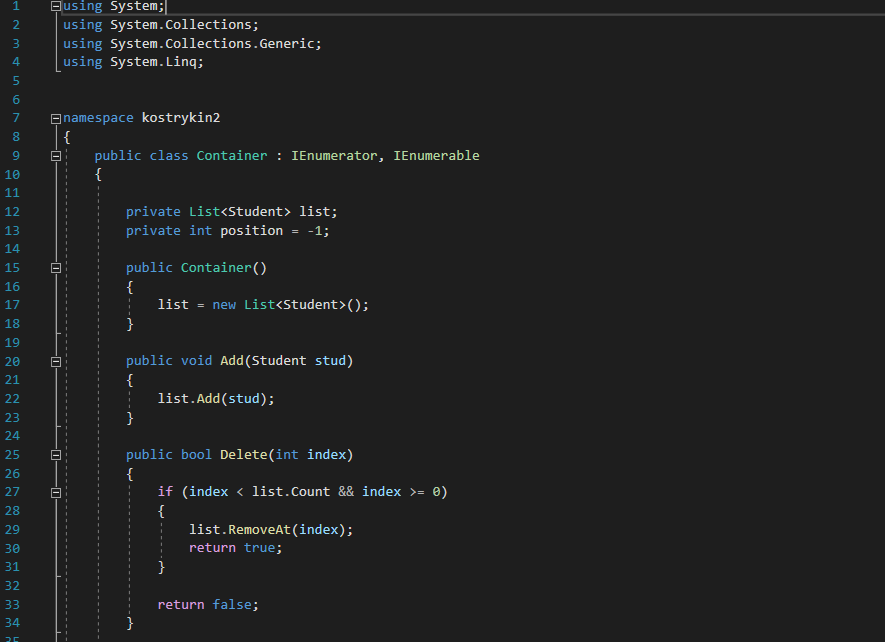 1 using System;
2 using System.Collections;
3 using System.Collections.Generic;
4 using System.Linq;
5
6
7 namespace kostrykin2
8 {
9 public class Container : IEnumerator, IEnumerable
10 {
11
12 private List<Student> list;
13 private int position = -1;
14
15 public Container()
16 {
17 list = new List<Student>();
18 }
19
20 public void Add(Student stud)
21 {
22 list.Add(stud);
23 }
24
25 public bool Delete(int index)
26 {
27 if (index < list.Count && index >= 0)
28 {
29 list.RemoveAt(index);
30 return true;
31 }
32
33 return false;
34 }
35